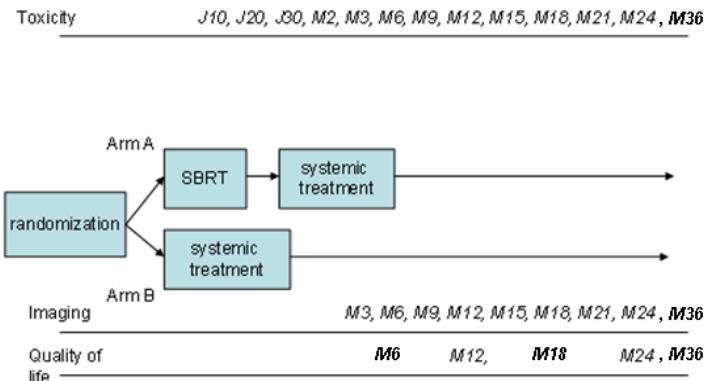 Toxicity J10, J20, J30, M2, M3, M6, M9, M12, M15, M18, M21, M24, M36
Arm A
SBRT
systemic
treatment
randomization
systemic
treatment
Arm B
Imaging M3, M6, M9, M12, M15, M18, M21, M24, M36
Quality of M6 M12, M18 M24, M36
life